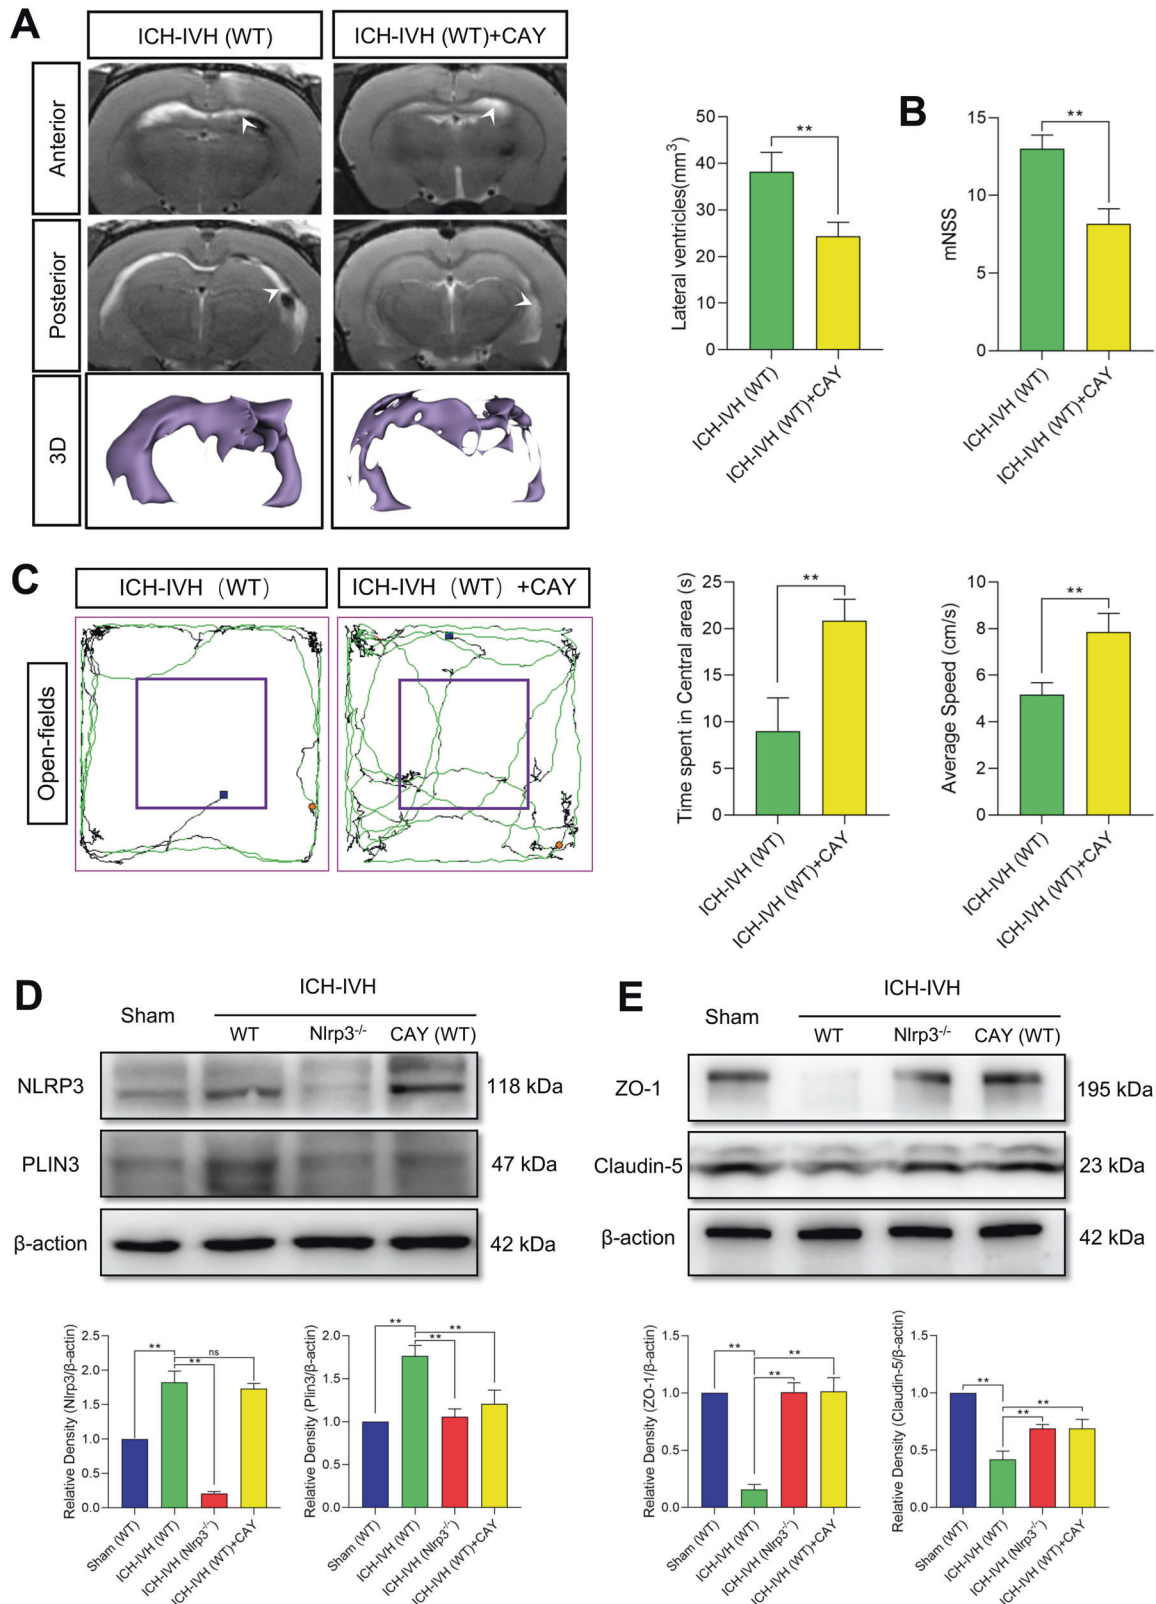 A
ICH-IVH (WT)
ICH-IVH (WT)+CAY
Anterior
Posterior
3D
Lateral ventricles(mm³)
50
40
30
20
10
0
**
ICH-IVH (WT)
ICH-IVH (WT)+CAY
B
mNSS
15
10
5
0
**
ICH-IVH (WT)
ICH-IVH (WT)+CAY
C
ICH-IVH (WT)
ICH-IVH (WT) +CAY
Open-fields
Time spent in Central area (s)
25
20
15
10
5
0
**
ICH-IVH (WT)
ICH-IVH (WT)+CAY
Average Speed (cm/s)
10
8
6
4
2
0
**
ICH-IVH (WT)
ICH-IVH (WT)+CAY
D
ICH-IVH
Sham
WT
Nlrp3⁻/⁻
CAY (WT)
NLRP3
118 kDa
PLIN3
47 kDa
β-action
42 kDa
Relative Density (Nlrp3/β-actin)
2.5
2.0
1.5
1.0
0.5
0.0
**
**
ns
Sham (WT)
ICH-IVH (WT)
ICH-IVH (Nlrp3⁻/⁻)
ICH-IVH (WT)+CAY
Relative Density (Plin3/β-actin)
2.0
1.5
1.0
0.5
0.0
**
**
**
Sham (WT)
ICH-IVH (WT)
ICH-IVH (Nlrp3⁻/⁻)
ICH-IVH (WT)+CAY
E
ICH-IVH
Sham
WT
Nlrp3⁻/⁻
CAY (WT)
ZO-1
195 kDa
Claudin-5
23 kDa
β-action
42 kDa
Relative Density (ZO-1/β-actin)
1.5
1.0
0.5
0.0
**
**
**
Sham (WT)
ICH-IVH (WT)
ICH-IVH (Nlrp3⁻/⁻)
ICH-IVH (WT)+CAY
Relative Density (Claudin-5/β-actin)
1.5
1.0
0.5
0.0
**
**
**
Sham (WT)
ICH-IVH (WT)
ICH-IVH (Nlrp3⁻/⁻)
ICH-IVH (WT)+CAY